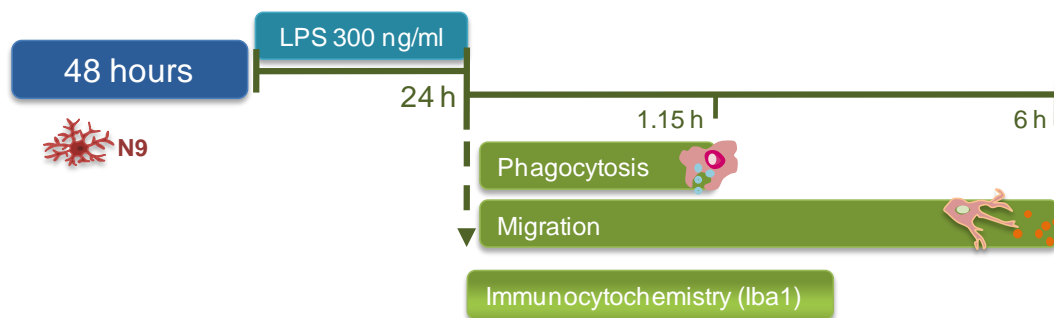 LPS 300 ng/ml
48 hours
24 h
1.15 h
6 h
N9
Phagocytosis
Migration
Immunocytochemistry (Iba1)